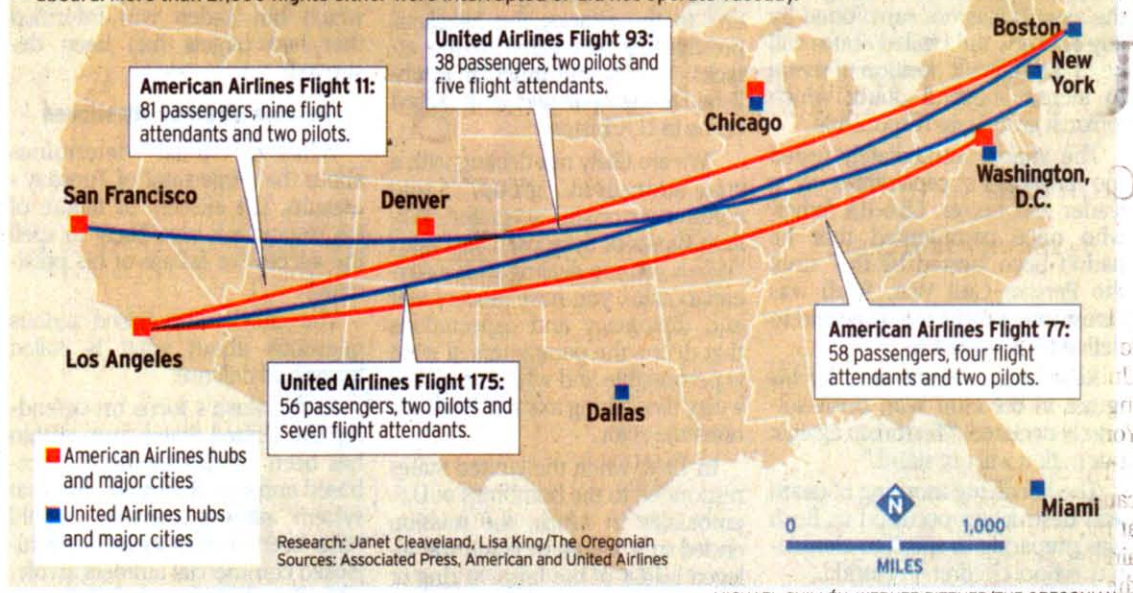 American Airlines Flight 11:
81 passengers, nine flight
attendants and two pilots.
United Airlines Flight 93:
38 passengers, two pilots and
five flight attendants.
Boston
New
York
Chicago
Washington,
D.C.
San Francisco
Denver
Los Angeles
United Airlines Flight 175:
56 passengers, two pilots and
seven flight attendants.
American Airlines Flight 77:
58 passengers, four flight
attendants and two pilots.
Dallas
Miami
American Airlines hubs
and major cities
United Airlines hubs
and major cities
Research: Janet Cleaveland, Lisa King/The Oregonian
Sources: Associated Press, American and United Airlines
N
0 1,000
MILES